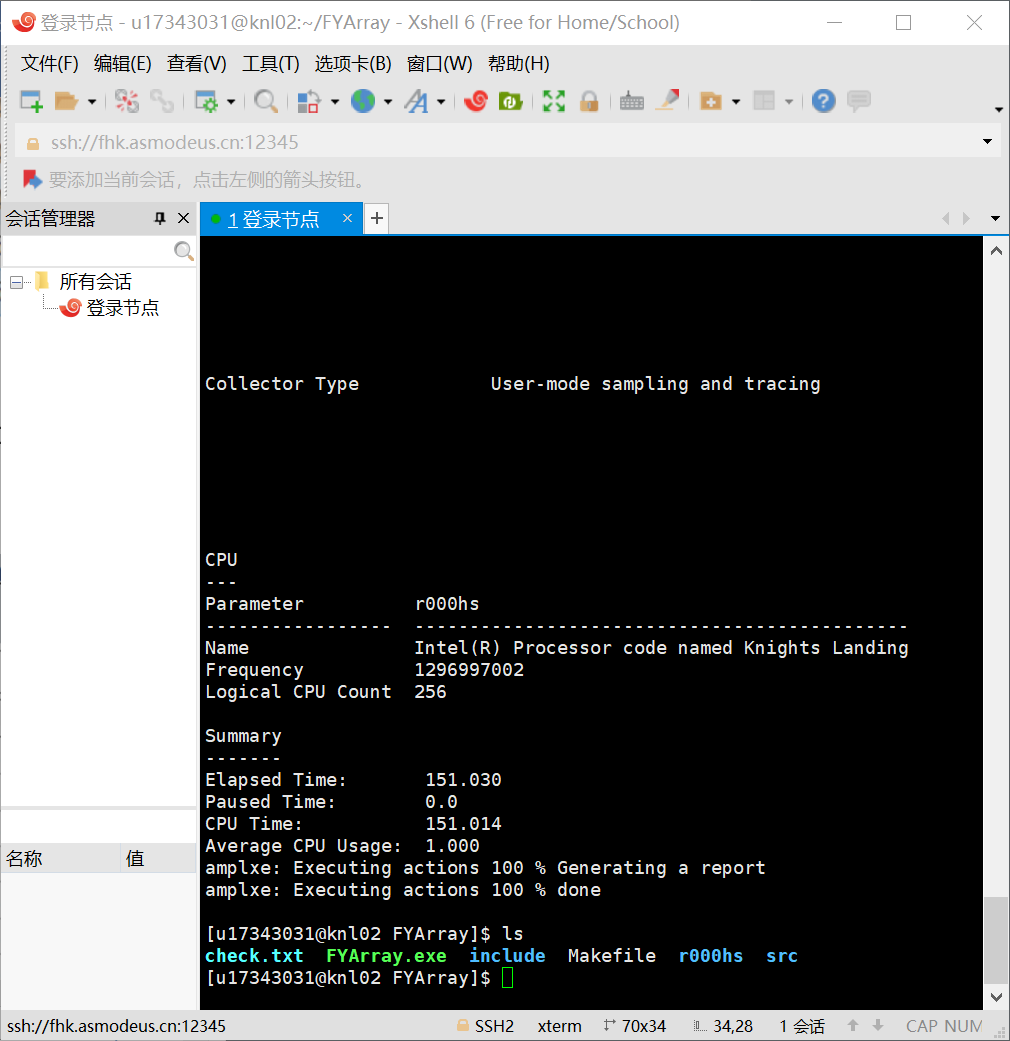 登录节点 - u17343031@knl02:~/FYArray - Xshell 6 (Free for Home/School)
文件(F) 编辑(E) 查看(V) 工具(T) 选项卡(B) 窗口(W) 帮助(H)
ssh://fhk.asmodeus.cn:12345
要添加当前会话，点击左侧的箭头按钮。
会话管理器
1 登录节点
所有会话
登录节点
Collector Type            User-mode sampling and tracing
CPU
---
Parameter          r000hs
-----------------  ---------------------------------------------
Name               Intel(R) Processor code named Knights Landing
Frequency          1296997002
Logical CPU Count  256
Summary
-------
Elapsed Time:       151.030
Paused Time:        0.0
CPU Time:           151.014
Average CPU Usage:  1.000
amplxe: Executing actions 100 % Generating a report
amplxe: Executing actions 100 % done
[u17343031@knl02 FYArray]$ ls
check.txt  FYArray.exe  include  Makefile  r000hs  src
[u17343031@knl02 FYArray]$
名称 值
ssh://fhk.asmodeus.cn:12345 SSH2 xterm 70x34 34,28 1 会话 CAP NUM